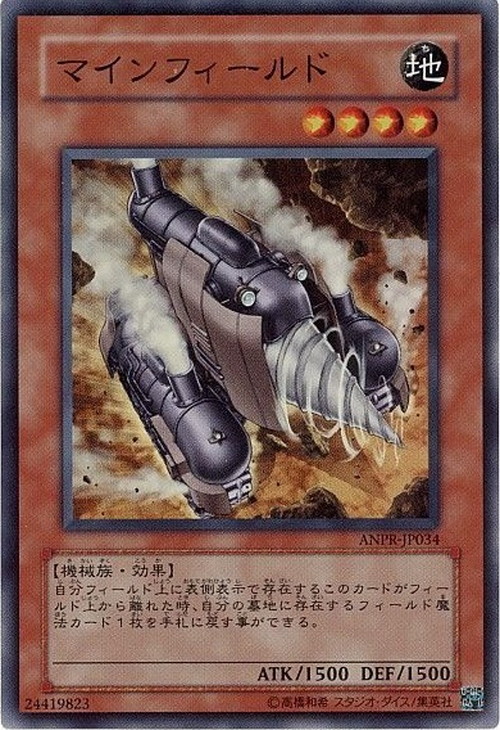 マインフィールド
地
ANPR-JP034
【機械族・効果】
自分フィールド上に表側表示で存在するこのカードがフィー
ルド上から離れた時、自分の墓地に存在するフィールド魔
法カード1枚を手札に戻す事ができる。
ATK/1500 DEF/1500
24419823
©高橋和希 スタジオ・ダイス/集英社